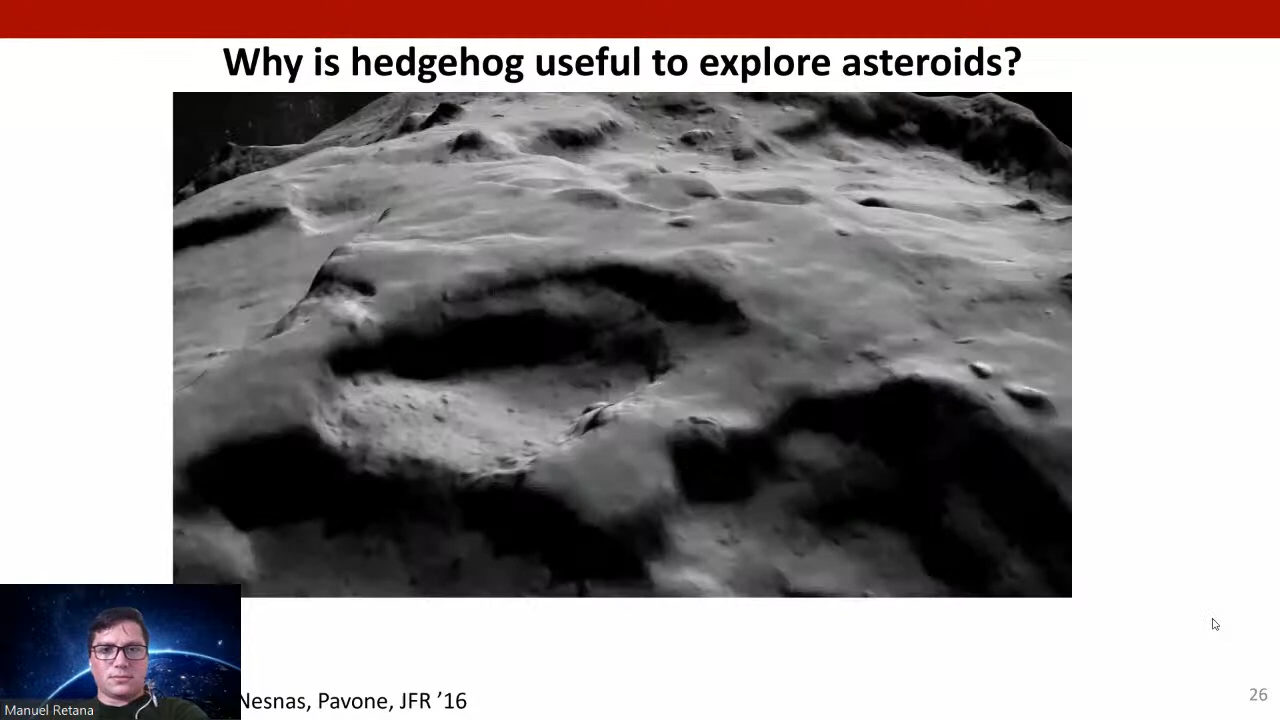 Why is hedgehog useful to explore asteroids?
Nesnas, Pavone, JFR ’16
26
Manuel Retana